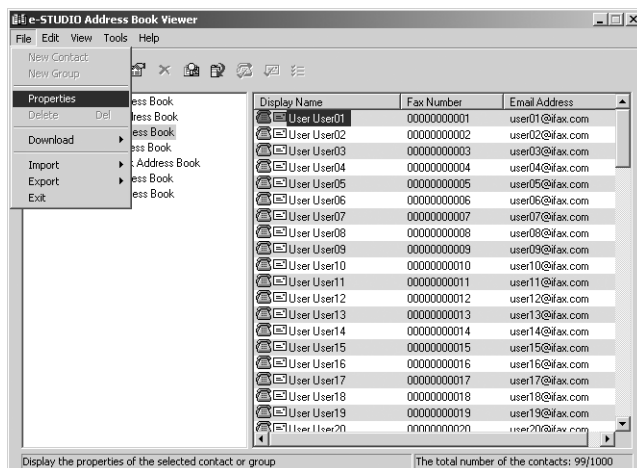 e-STUDIO Address Book Viewer
File Edit View Tools Help
New Contact
New Group
Properties
Delete Del
Download
Import
Export
Exit
ess Book
ress Book
ess Book
ess Book
Address Book
ess Book
ess Book
Display Name Fax Number Email Address
User User01 00000000001 user01@ifax.com
User User02 00000000002 user02@ifax.com
User User03 00000000003 user03@ifax.com
User User04 00000000004 user04@ifax.com
User User05 00000000005 user05@ifax.com
User User06 00000000006 user06@ifax.com
User User07 00000000007 user07@ifax.com
User User08 00000000008 user08@ifax.com
User User09 00000000009 user09@ifax.com
User User10 00000000010 user10@ifax.com
User User11 00000000011 user11@ifax.com
User User12 00000000012 user12@ifax.com
User User13 00000000013 user13@ifax.com
User User14 00000000014 user14@ifax.com
User User15 00000000015 user15@ifax.com
User User16 00000000016 user16@ifax.com
User User17 00000000017 user17@ifax.com
User User18 00000000018 user18@ifax.com
User User19 00000000019 user19@ifax.com
User User20 00000000020 user20@ifax.com
Display the properties of the selected contact or group The total number of the contacts: 99/1000